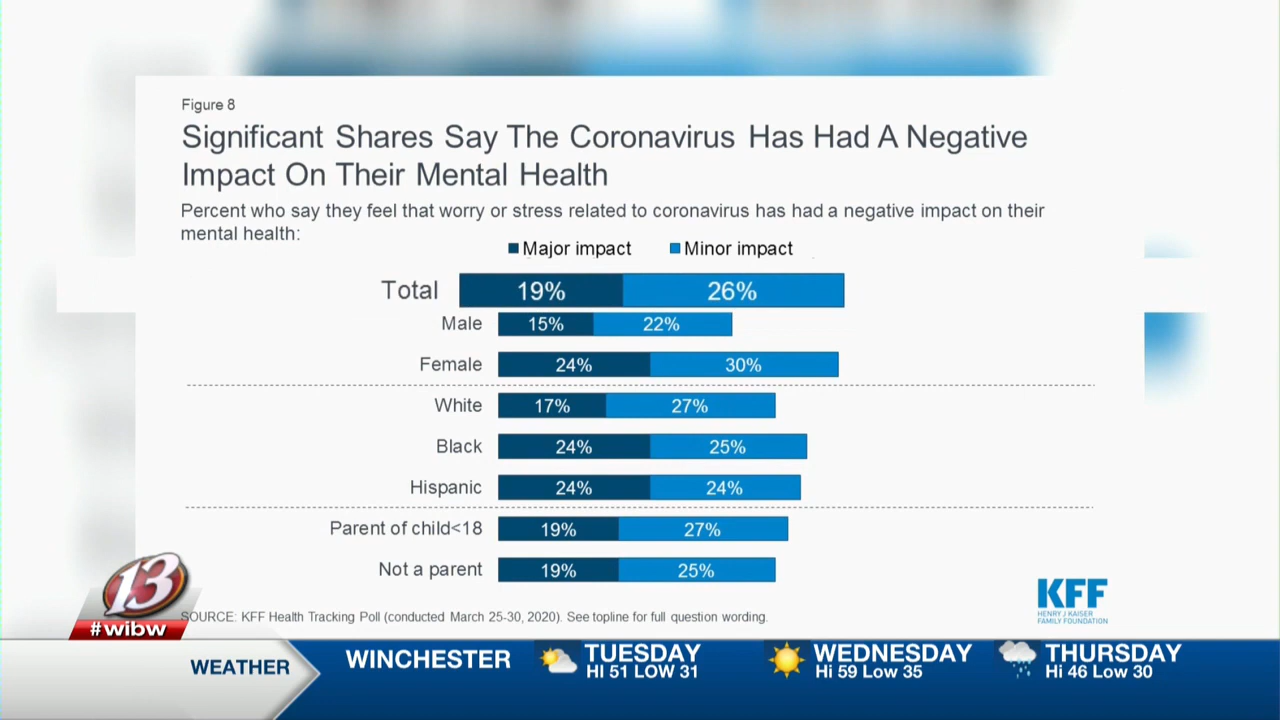 Figure 8
Significant Shares Say The Coronavirus Has Had A Negative
Impact On Their Mental Health
Percent who say they feel that worry or stress related to coronavirus has had a negative impact on their
mental health:
Major impact Minor impact
Total 19% 26%
Male 15% 22%
Female 24% 30%
White 17% 27%
Black 24% 25%
Hispanic 24% 24%
Parent of child<18 19% 27%
Not a parent 19% 25%
SOURCE: KFF Health Tracking Poll (conducted March 25-30, 2020). See topline for full question wording.
KFF
HENRY J KAISER
FAMILY FOUNDATION
13
#wibw
WEATHER
WINCHESTER
TUESDAY
Hi 51 Low 31
WEDNESDAY
Hi 59 Low 35
THURSDAY
Hi 46 Low 30